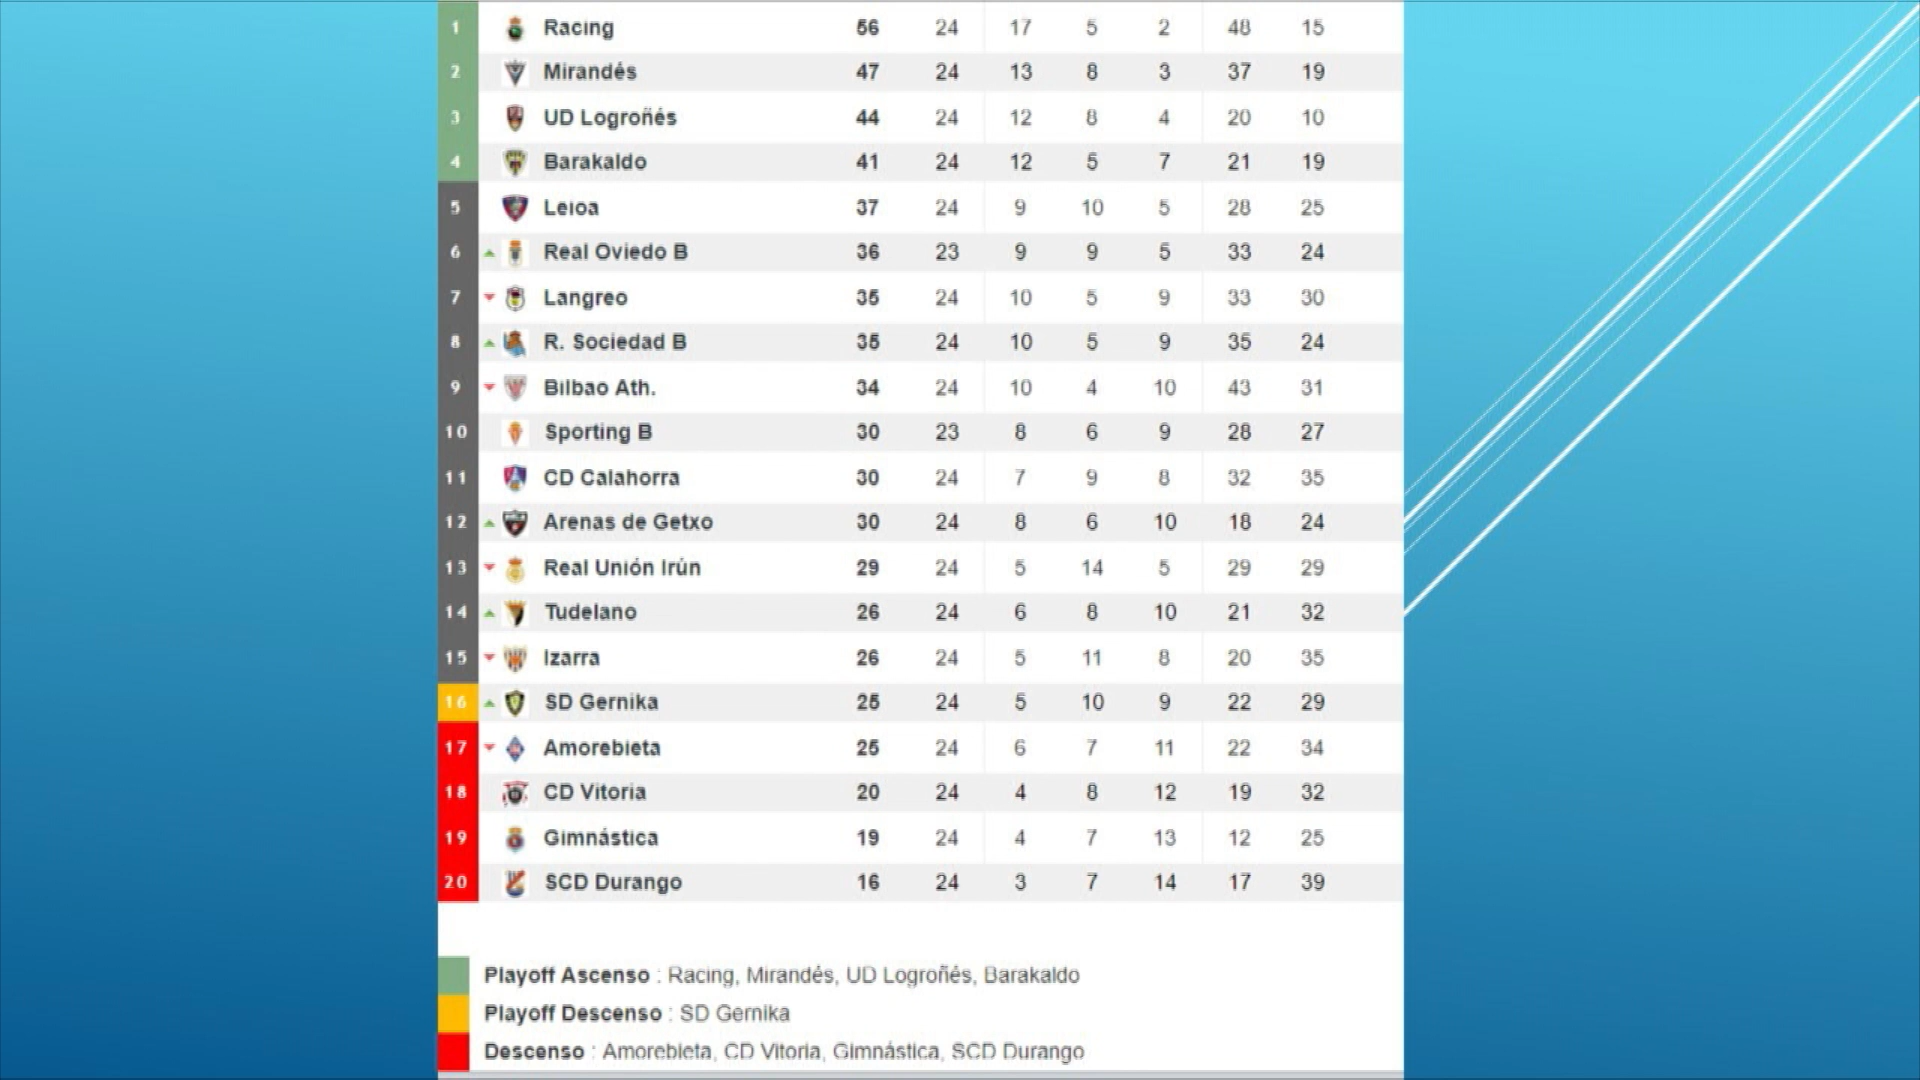 1 Racing 56 24 17 5 2 48 15
2 Mirandés 47 24 13 8 3 37 19
3 UD Logroñés 44 24 12 8 4 20 10
4 Barakaldo 41 24 12 5 7 21 19
5 Leioa 37 24 9 10 5 28 25
6 Real Oviedo B 36 23 9 9 5 33 24
7 Langreo 35 24 10 5 9 33 30
8 R. Sociedad B 35 24 10 5 9 35 24
9 Bilbao Ath. 34 24 10 4 10 43 31
10 Sporting B 30 23 8 6 9 28 27
11 CD Calahorra 30 24 7 9 8 32 35
12 Arenas de Getxo 30 24 8 6 10 18 24
13 Real Unión Irún 29 24 5 14 5 29 29
14 Tudelano 26 24 6 8 10 21 32
15 Izarra 26 24 5 11 8 20 35
16 SD Gernika 25 24 5 10 9 22 29
17 Amorebieta 25 24 6 7 11 22 34
18 CD Vitoria 20 24 4 8 12 19 32
19 Gimnástica 19 24 4 7 13 12 25
20 SCD Durango 16 24 3 7 14 17 39
Playoff Ascenso : Racing, Mirandés, UD Logroñés, Barakaldo
Playoff Descenso : SD Gernika
Descenso : Amorebieta, CD Vitoria, Gimnástica, SCD Durango